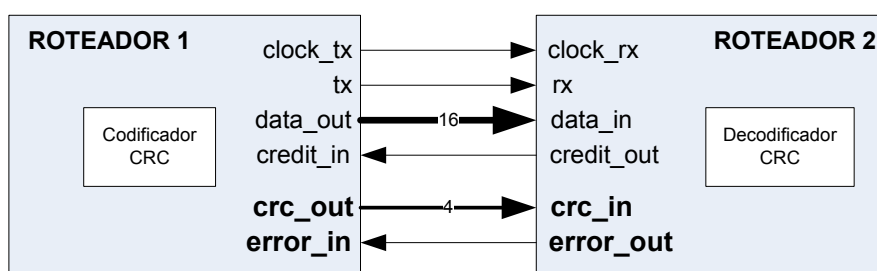 ROTEADOR 1
ROTEADOR 2
clock_tx
clock_rx
tx
rx
data_out
16
data_in
Codificador
CRC
Decodificador
CRC
credit_in
credit_out
crc_out
4
crc_in
error_in
error_out